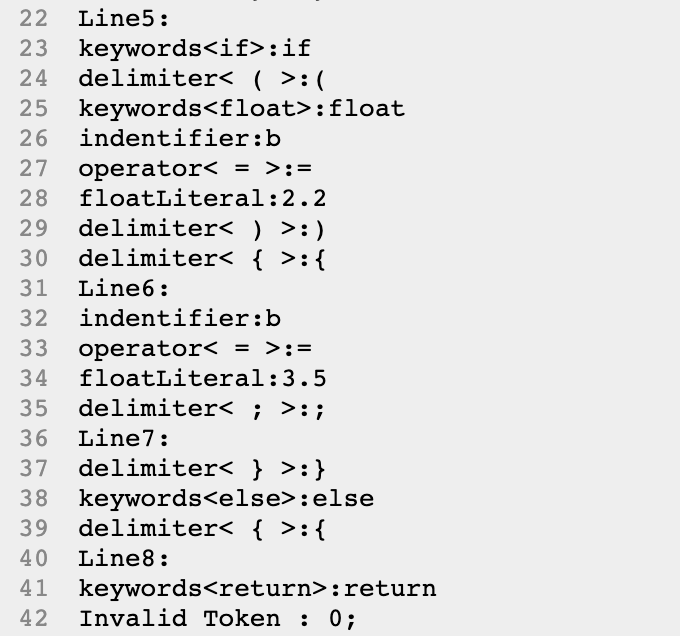 22 Line5:
23 keywords<if>:if
24 delimiter< ( >:(
25 keywords<float>:float
26 indentifier:b
27 operator< = >:=
28 floatLiteral:2.2
29 delimiter< ) >:)
30 delimiter< { >:{
31 Line6:
32 indentifier:b
33 operator< = >:=
34 floatLiteral:3.5
35 delimiter< ; >:;
36 Line7:
37 delimiter< } >:}
38 keywords<else>:else
39 delimiter< { >:{
40 Line8:
41 keywords<return>:return
42 Invalid Token : 0;